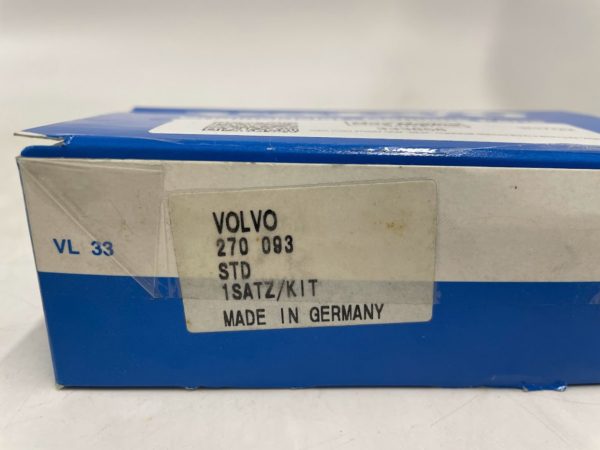 VL 33
VOLVO
270 093
STD
1SATZ/KIT
MADE IN GERMANY